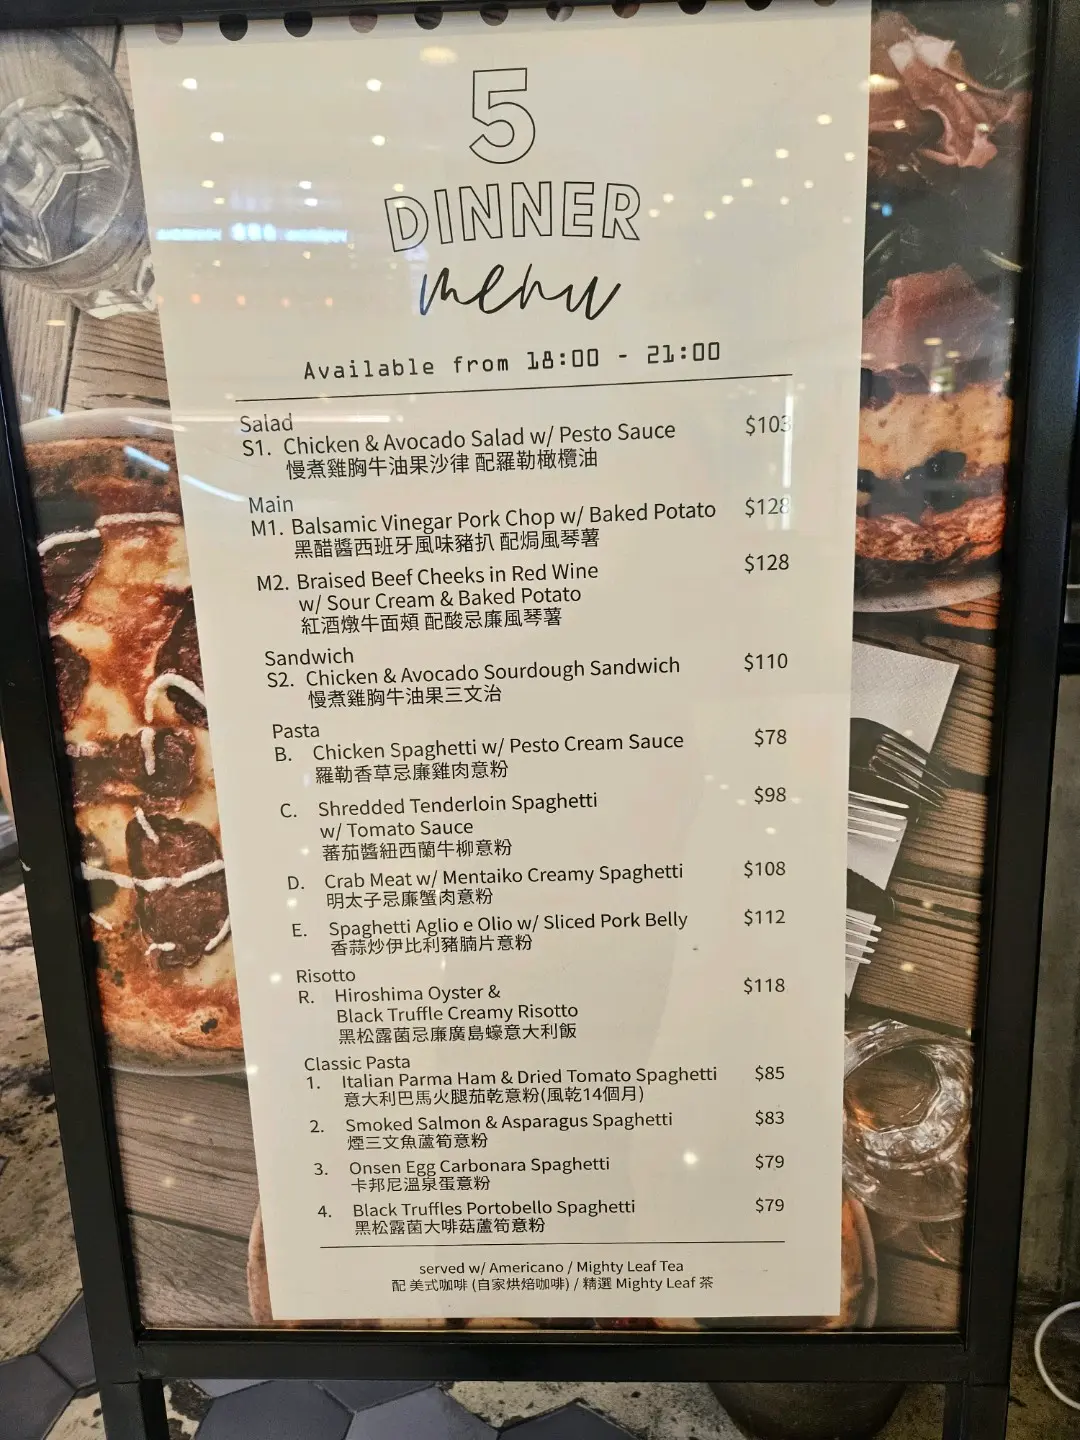 5
DINNER
menu
Available from 18:00 - 21:00
Salad
S1. Chicken & Avocado Salad w/ Pesto Sauce $103
慢煮雞胸牛油果沙律 配羅勒橄欖油
Main
M1. Balsamic Vinegar Pork Chop w/ Baked Potato $128
黑醋醬西班牙風味豬扒 配焗風琴薯
M2. Braised Beef Cheeks in Red Wine $128
w/ Sour Cream & Baked Potato
紅酒燉牛面頰 配酸忌廉風琴薯
Sandwich
S2. Chicken & Avocado Sourdough Sandwich $110
慢煮雞胸牛油果三文治
Pasta
B. Chicken Spaghetti w/ Pesto Cream Sauce $78
羅勒香草忌廉雞肉意粉
C. Shredded Tenderloin Spaghetti $98
w/ Tomato Sauce
蕃茄醬紐西蘭牛柳意粉
D. Crab Meat w/ Mentaiko Creamy Spaghetti $108
明太子忌廉蟹肉意粉
E. Spaghetti Aglio e Olio w/ Sliced Pork Belly $112
香蒜炒伊比利豬腩片意粉
Risotto
R. Hiroshima Oyster & $118
Black Truffle Creamy Risotto
黑松露菌忌廉廣島蠔意大利飯
Classic Pasta
1. Italian Parma Ham & Dried Tomato Spaghetti $85
意大利巴馬火腿茄乾意粉(風乾14個月)
2. Smoked Salmon & Asparagus Spaghetti $83
煙三文魚蘆筍意粉
3. Onsen Egg Carbonara Spaghetti $79
卡邦尼溫泉蛋意粉
4. Black Truffles Portobello Spaghetti $79
黑松露菌大啡菇蘆筍意粉
served w/ Americano / Mighty Leaf Tea
配 美式咖啡 (自家烘焙咖啡) / 精選 Mighty Leaf 茶